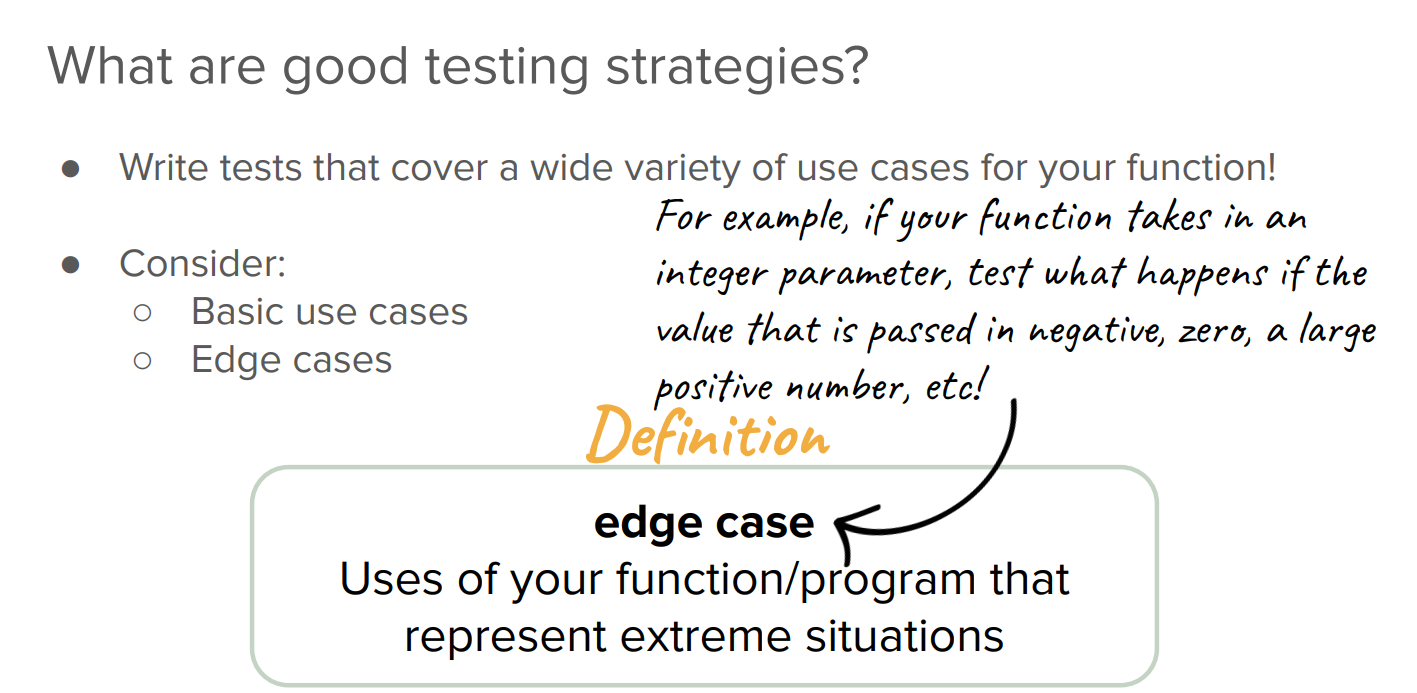 What are good testing strategies?
● Write tests that cover a wide variety of use cases for your function!
For example, if your function takes in an
integer parameter, test what happens if the
value that is passed in negative, zero, a large
positive number, etc!
● Consider:
○ Basic use cases
○ Edge cases
Definition
edge case
Uses of your function/program that
represent extreme situations